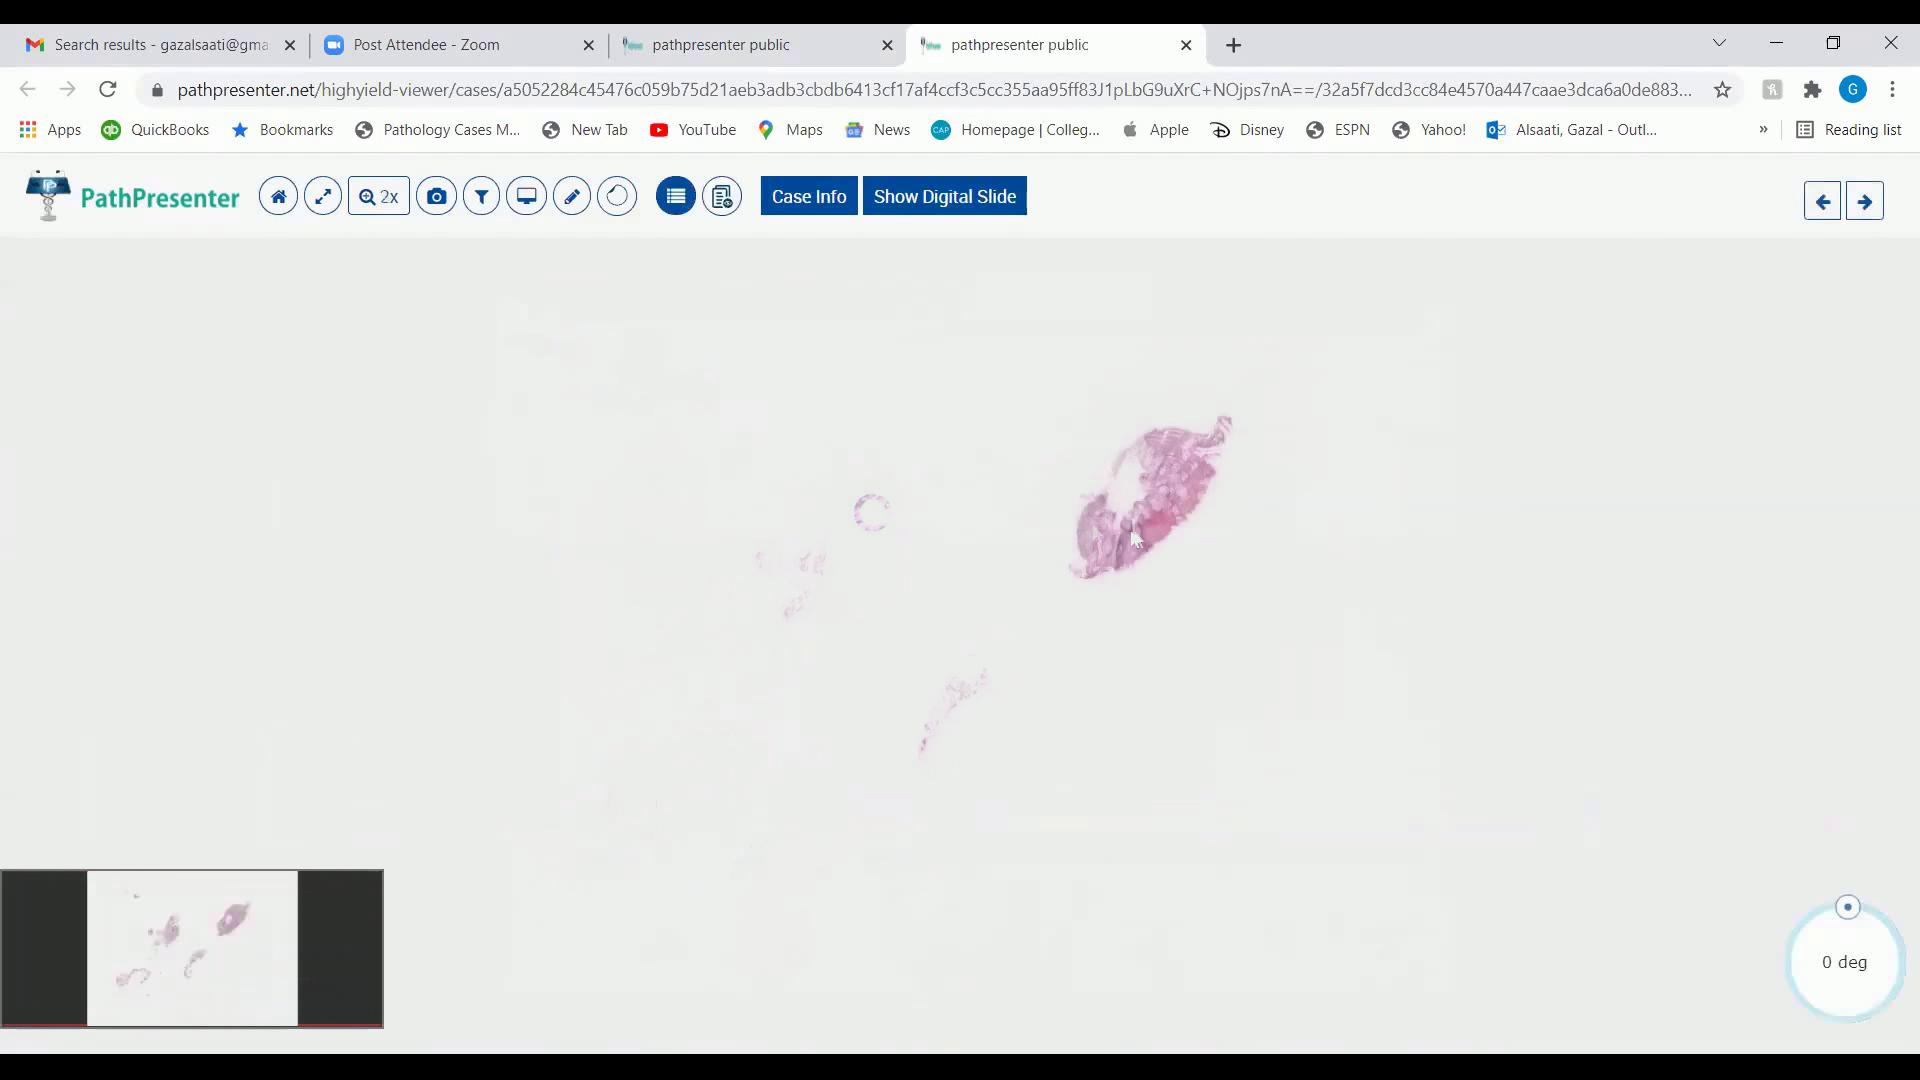 Search results - gazalsaati@gma
Post Attendee - Zoom
pathpresenter public
pathpresenter public
pathpresenter.net/highyield-viewer/cases/a5052284c45476c059b75d21aeb3adb3cbdb6413cf17af4ccf3c5cc355aa95ff83J1pLbG9uXrC+NOjps7nA==/32a5f7dcd3cc84e4570a447caae3dca6a0de883...
G
Apps
qb QuickBooks
Bookmarks
Pathology Cases M...
New Tab
YouTube
Maps
News
CAP Homepage | Colleg...
Apple
Disney
ESPN
Yahoo!
Alsaati, Gazal - Outl...
»
Reading list
PathPresenter
2x
Case Info
Show Digital Slide
0 deg